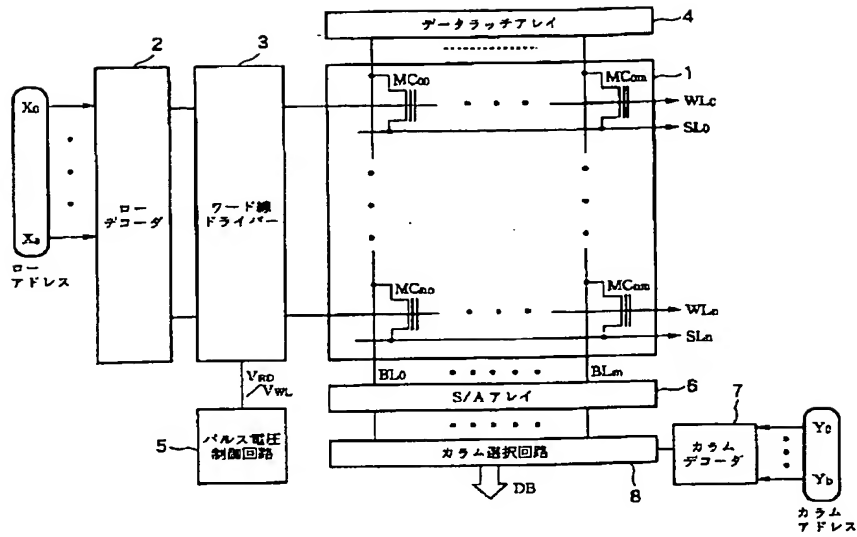 データラッチアレイ
4
2
3
1
MC00
MC0m
WL0
SL0
X0
Xa
ロー
アドレス
ロー
デコーダ
ワード線
ドライバー
MCn0
MCnm
WLn
SLn
BL0
BLm
VRD
/VWL
5
パルス電圧
制御回路
S/Aアレイ
6
7
カラム選択回路
8
DB
カラム
デコーダ
Y0
Yb
カラム
アドレス